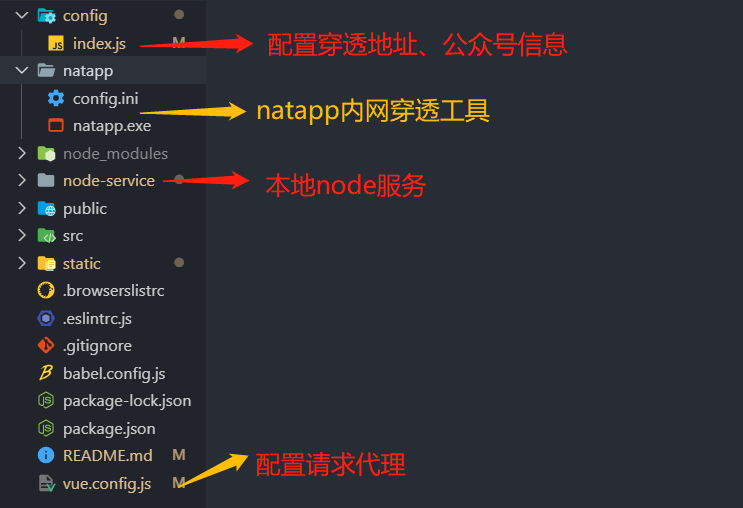 config
index.js M 配置穿透地址、公众号信息
natapp
config.ini
natapp内网穿透工具
natapp.exe
node_modules
node-service 本地node服务
public
src
static
.browserslistrc
.eslintrc.js
.gitignore
babel.config.js
package-lock.json
package.json
README.md M
配置请求代理
vue.config.js M